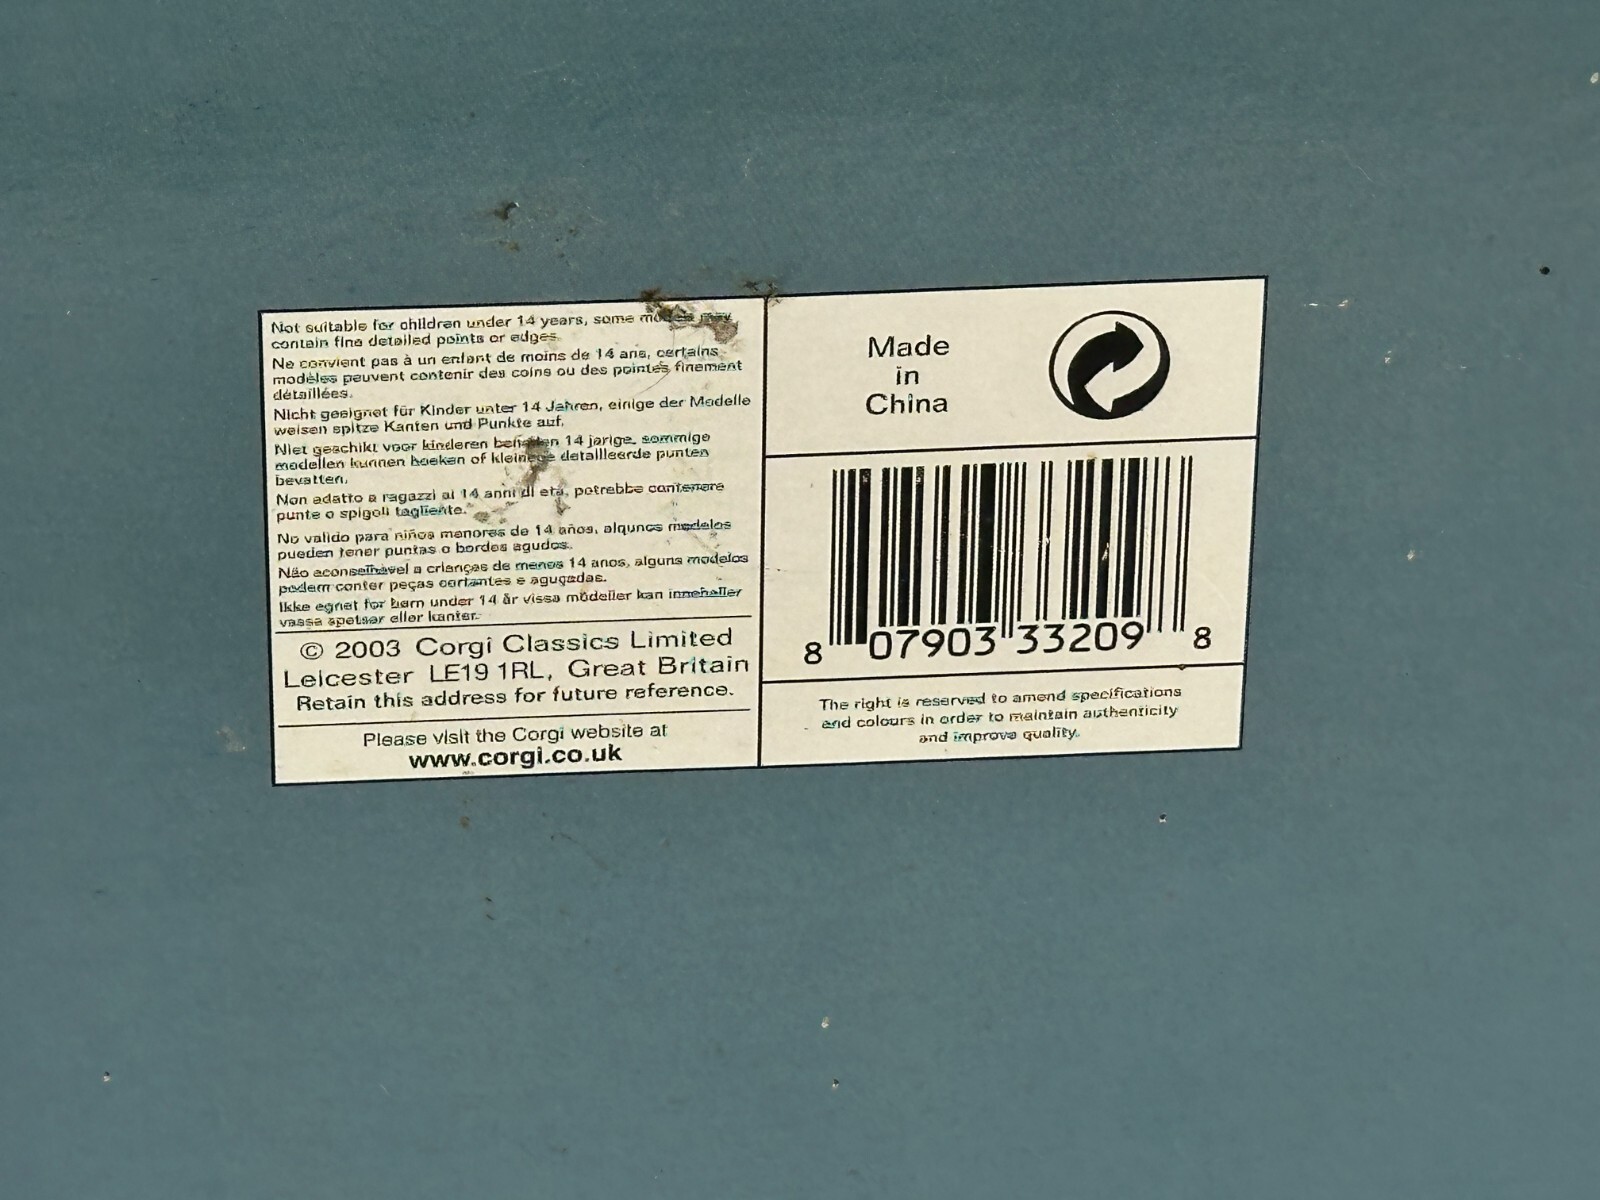 Not suitable for children under 14 years, some models may
contain fine detailed points or edges.
Ne convient pas à un enfant de moins de 14 ans, certains
modèles peuvent contenir des coins ou des pointes finement
détaillées.
Nicht geeignet für Kinder unter 14 Jahren, einige der Modelle
weisen spitze Kanten und Punkte auf.
Niet geschikt voor kinderen 14 jarige, sommige
modellen kunnen hoeken of detailleerde punten
bevatten.
Non adatto a ragazzi al 14 anni di età, potrebbe contenere
punte o spigoli tagliente.
No valido para niños menores de 14 años, algunos modelos
pueden tener puntas o bordes agudos.
Não aconselhável a crianças de menos 14 anos, alguns modelos
podem conter peças cortantes e aguçadas.
Ikke egnet for barn under 14 år vissa modeller kan innehaller
vassa spetsar eller kanter.
© 2003 Corgi Classics Limited
Leicester LE19 1RL, Great Britain
Retain this address for future reference.
Please visit the Corgi website at
www.corgi.co.uk
Made
in
China
8 07903 33209 8
The right is reserved to amend specifications
and colours in order to maintain authenticity
and improve quality.